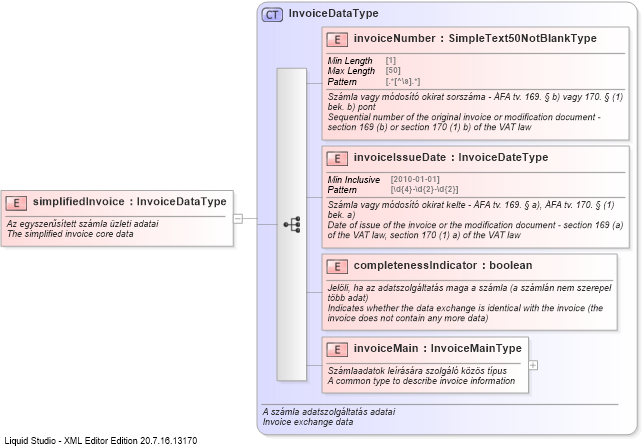 CT InvoiceDataType
E invoiceNumber : SimpleText50NotBlankType
Min Length [1]
Max Length [50]
Pattern [.*[^\s].*]
Számla vagy módosító okirat sorszáma - ÁFA tv. 169. § b) vagy 170. § (1)
bek. b) pont
Sequential number of the original invoice or modification document -
section 169 (b) or section 170 (1) b) of the VAT law
E invoiceIssueDate : InvoiceDateType
Min Inclusive [2010-01-01]
Pattern [\d{4}-\d{2}-\d{2}]
Számla vagy módosító okirat kelte - ÁFA tv. 169. § a), ÁFA tv. 170. § (1)
bek. a)
Date of issue of the invoice or the modification document - section 169 (a)
of the VAT law, section 170 (1) a) of the VAT law
E simplifiedInvoice : InvoiceDataType
Az egyszerűsített számla üzleti adatai
The simplified invoice core data
E completenessIndicator : boolean
Jelöli, ha az adatszolgáltatás maga a számla (a számlán nem szerepel
több adat)
Indicates whether the data exchange is identical with the invoice (the
invoice does not contain any more data)
E invoiceMain : InvoiceMainType
Számlaadatok leírására szolgáló közös típus
A common type to describe invoice information
A számla adatszolgáltatás adatai
Invoice exchange data
Liquid Studio - XML Editor Edition 20.7.16.13170